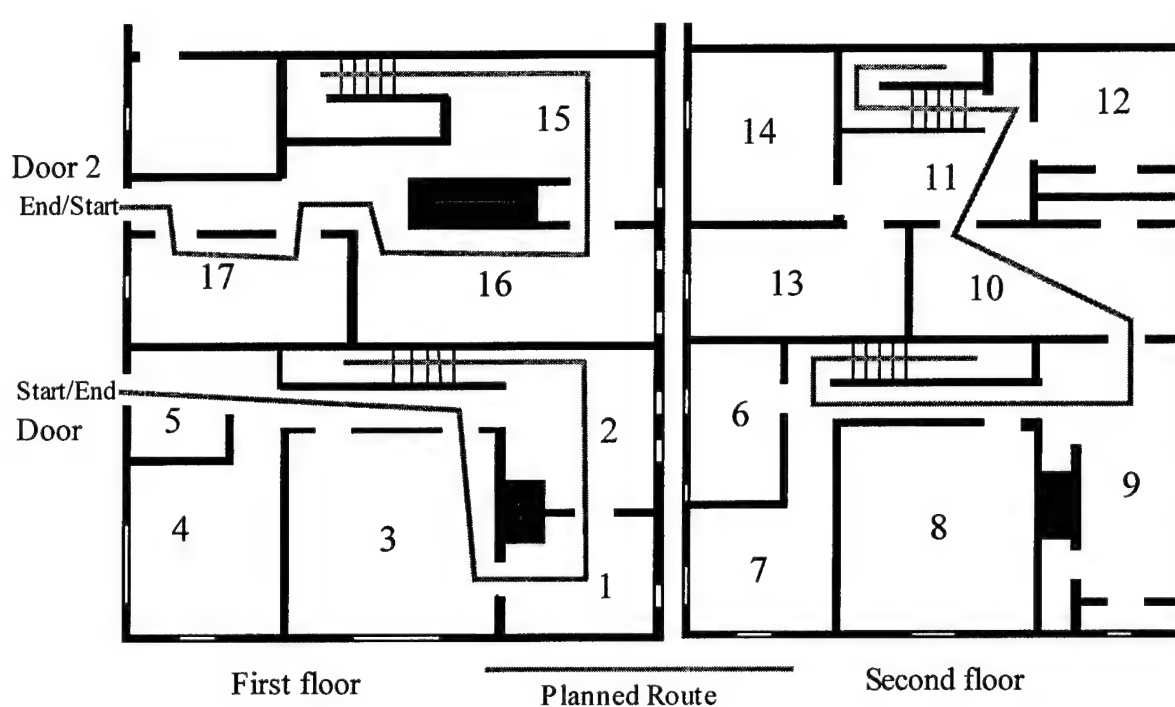 15
12
14
Door 2
11
End/Start
17
16
13
10
Start/End
Door
5
2
6
9
4
3
8
7
1
First floor
Planned Route
Second floor